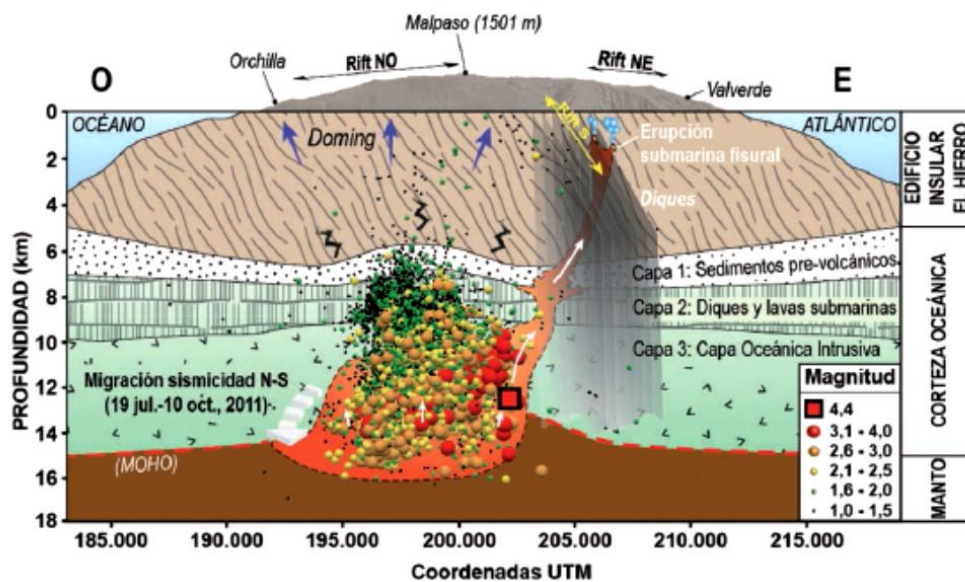 Malpaso (1501 m)
Orchilla
Rift NO
Rift NE
Valverde
O
E
OCÉANO
ATLÁNTICO
Doming
Rift S
Erupción
submarina fisural
Diques
Capa 1: Sedimentos pre-volcánicos
Capa 2: Diques y lavas submarinas
Capa 3: Capa Oceánica Intrusiva
Migración sismicidad N-S
(19 jul.-10 oct., 2011)
(MOHO)
Magnitud
4,4
3,1 - 4,0
2,6 - 3,0
2,1 - 2,5
1,6 - 2,0
1,0 - 1,5
EDIFICIO
INSULAR
EL HIERRO
CORTEZA OCEÁNICA
MANTO
PROFUNDIDAD (km)
0
2
4
6
8
10
12
14
16
18
185.000
190.000
195.000
200.000
205.000
210.000
215.000
Coordenadas UTM